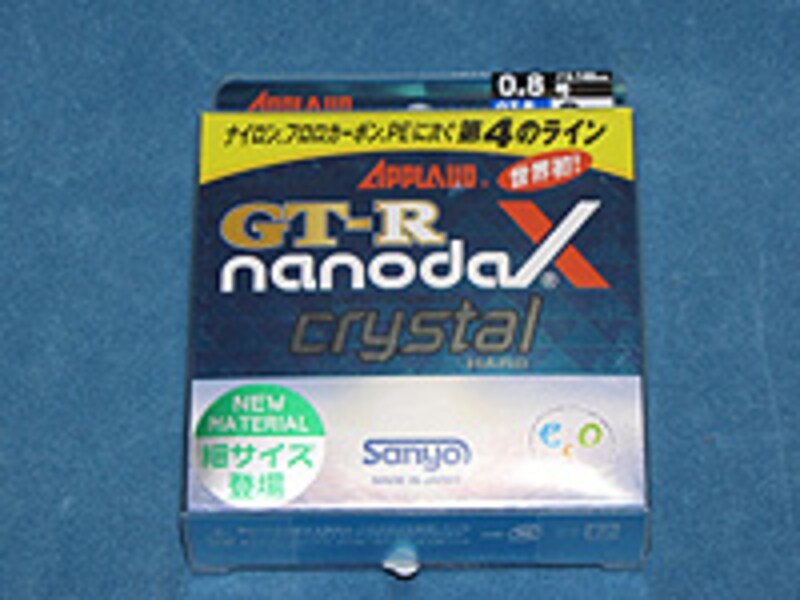 APPLAUD
0.8
号
ナイロン、フロロカーボン、PEに次ぐ 第4のライン
APPLAUD® 世界初!
GT-R
nanodaX®
crystal
HARD
NEW
MATERIAL
細サイズ
登場
Sanyo
MADE IN JAPAN
eco